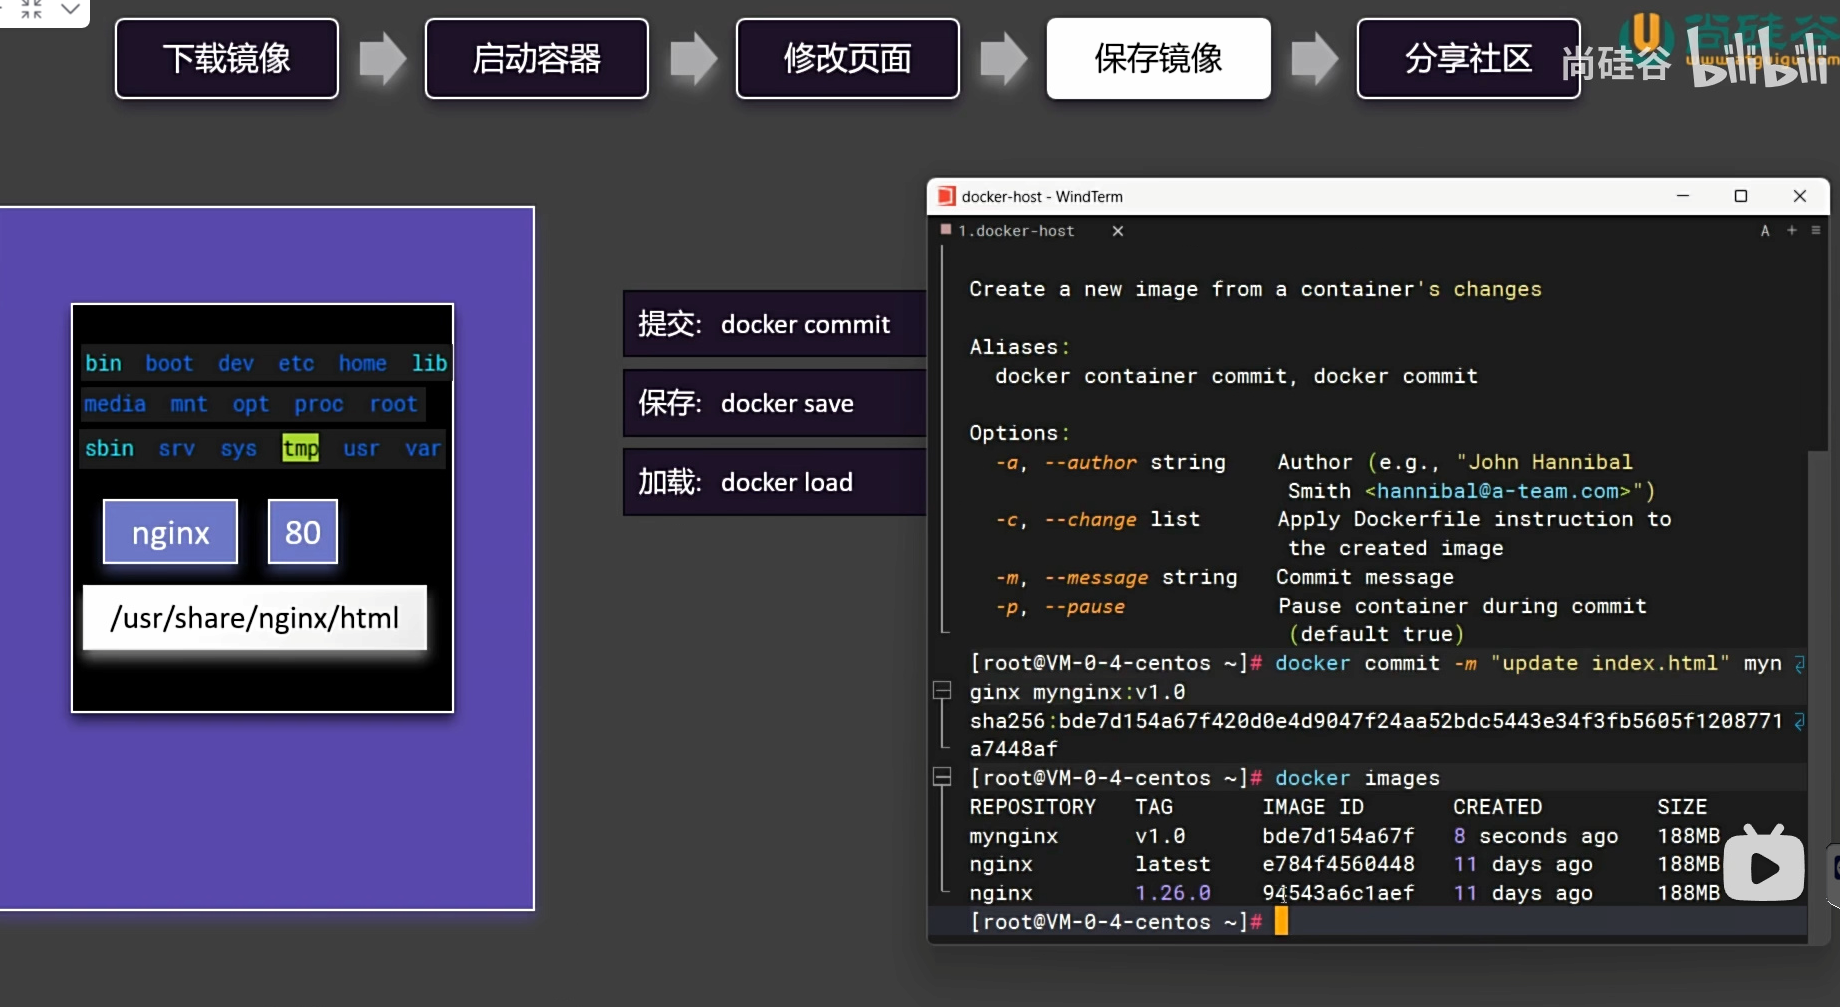 下载镜像
启动容器
修改页面
保存镜像
分享社区
尚硅谷
bilibili
bin boot dev etc home lib
media mnt opt proc root
sbin srv sys tmp usr var
nginx 80
/usr/share/nginx/html
提交: docker commit
保存: docker save
加载: docker load
docker-host - WindTerm
1.docker-host
A
Create a new image from a container's changes
Aliases:
docker container commit, docker commit
Options:
-a, --author string Author (e.g., "John Hannibal
Smith <hannibal@a-team.com>")
-c, --change list Apply Dockerfile instruction to
the created image
-m, --message string Commit message
-p, --pause Pause container during commit
(default true)
[root@VM-0-4-centos ~]# docker commit -m "update index.html" myn
ginx mynginx:v1.0
sha256:bde7d154a67f420d0e4d9047f24aa52bdc5443e34f3fb5605f1208771
a7448af
[root@VM-0-4-centos ~]# docker images
REPOSITORY TAG IMAGE ID CREATED SIZE
mynginx v1.0 bde7d154a67f 8 seconds ago 188MB
nginx latest e784f4560448 11 days ago 188MB
nginx 1.26.0 94543a6c1aef 11 days ago 188MB
[root@VM-0-4-centos ~]#